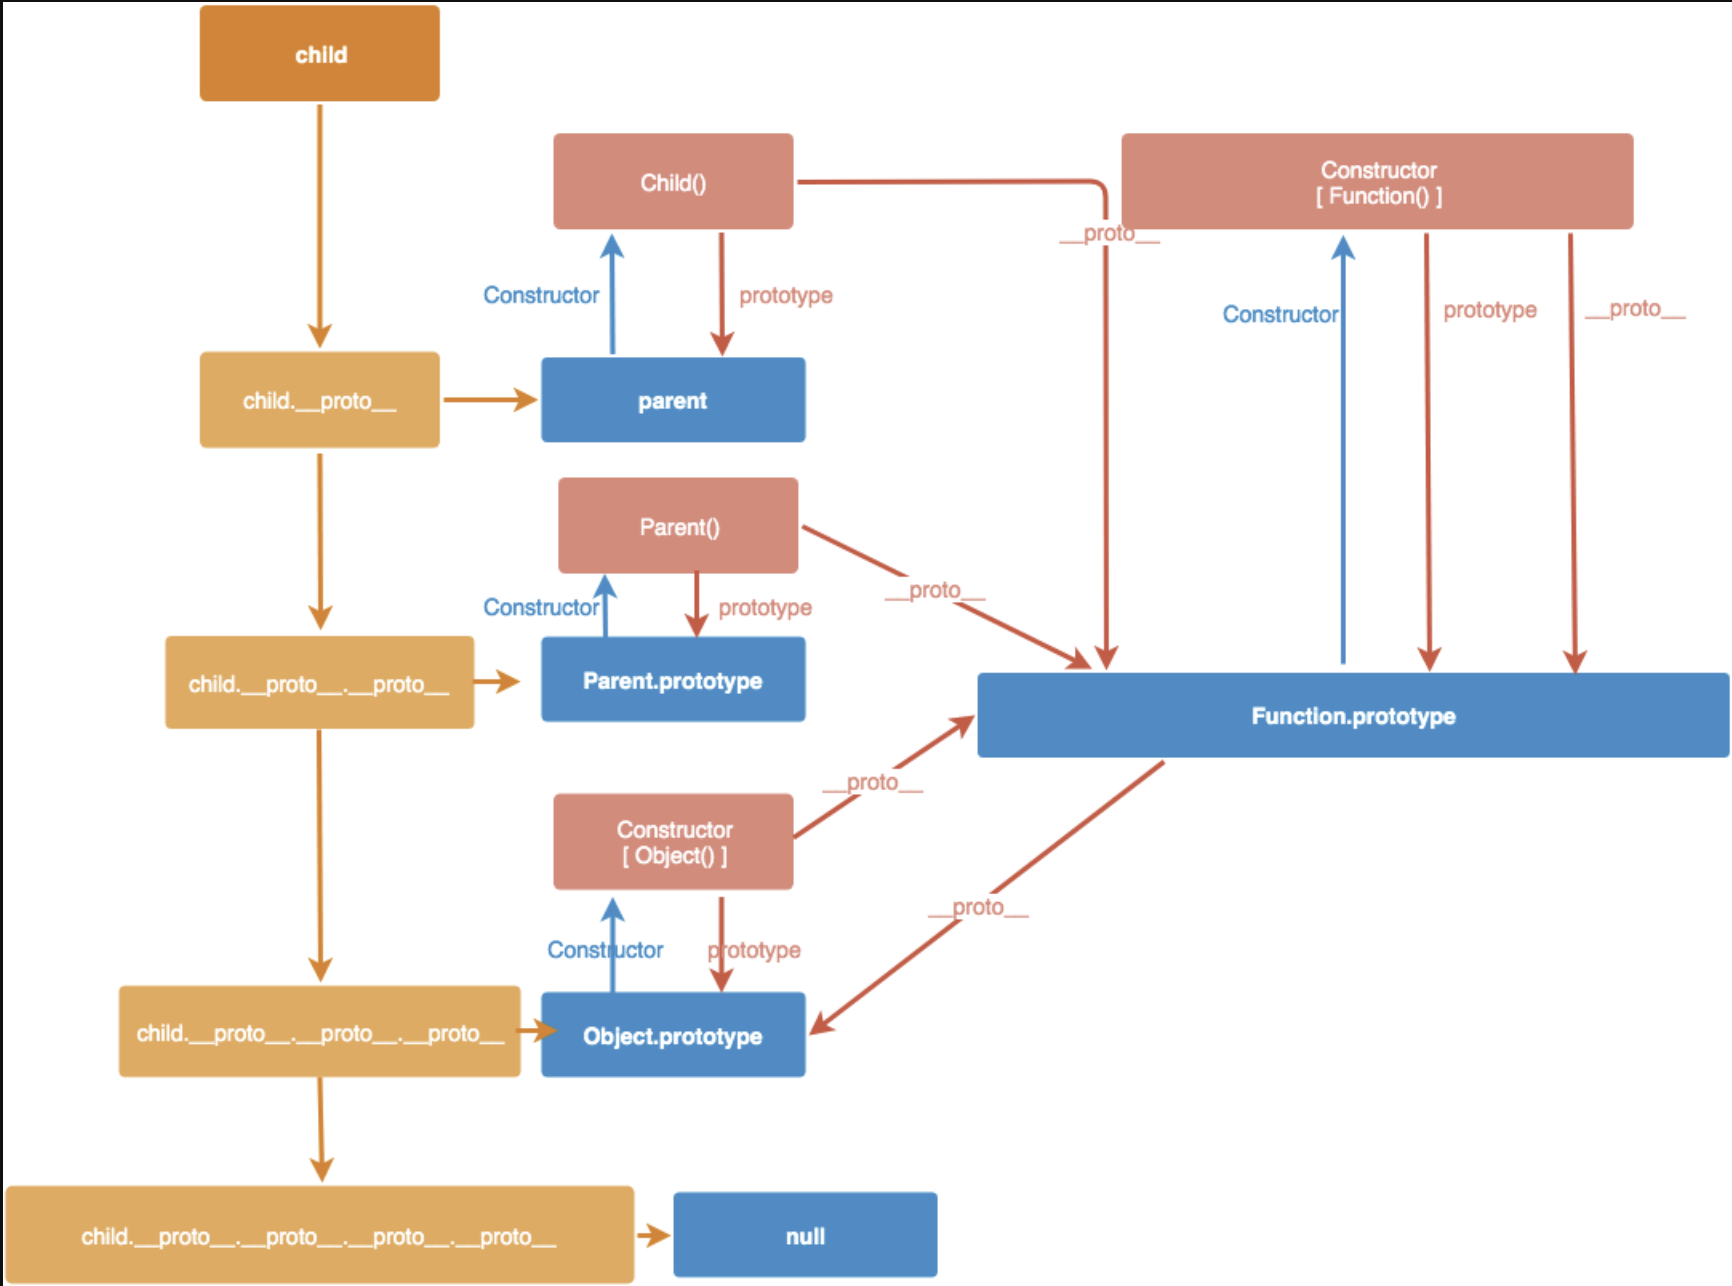 child
Child()
Constructor
[ Function() ]
__proto__
Constructor
prototype
Constructor
prototype
__proto__
child.__proto__
parent
Parent()
__proto__
Constructor
prototype
child.__proto__.__proto__
Parent.prototype
Function.prototype
__proto__
Constructor
[ Object() ]
__proto__
Constructor
prototype
child.__proto__.__proto__.__proto__
Object.prototype
child.__proto__.__proto__.__proto__.__proto__
null